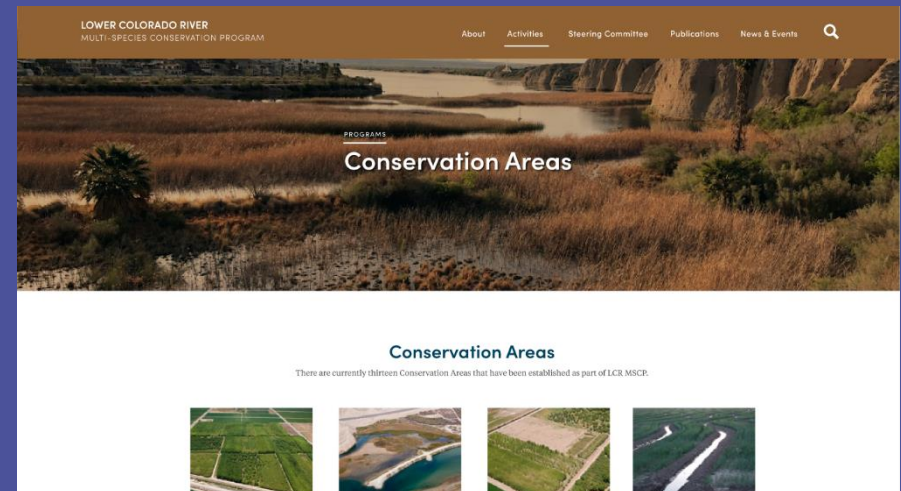 LOWER COLORADO RIVER
MULTI-SPECIES CONSERVATION PROGRAM
About Activities Steering Committee Publications News & Events
PROGRAMS
Conservation Areas
Conservation Areas
There are currently thirteen Conservation Areas that have been established as part of LCR MSCP.